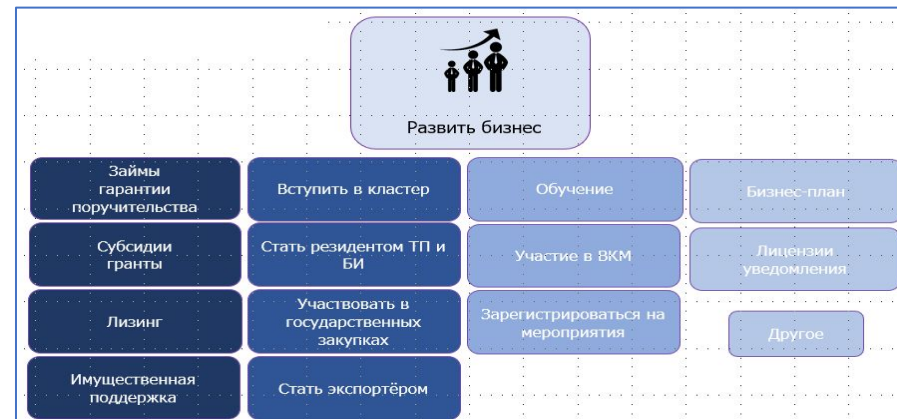 Развить бизнес
Займы
гарантии
поручительства
Вступить в кластер
Обучение
Бизнес-план
Субсидии
гранты
Стать резидентом ТП и
БИ
Участие в ВКМ
Лицензии
уведомления
Лизинг
Участвовать в
государственных
закупках
Зарегистрироваться на
мероприятия
Другое
Имущественная
поддержка
Стать экспортёром